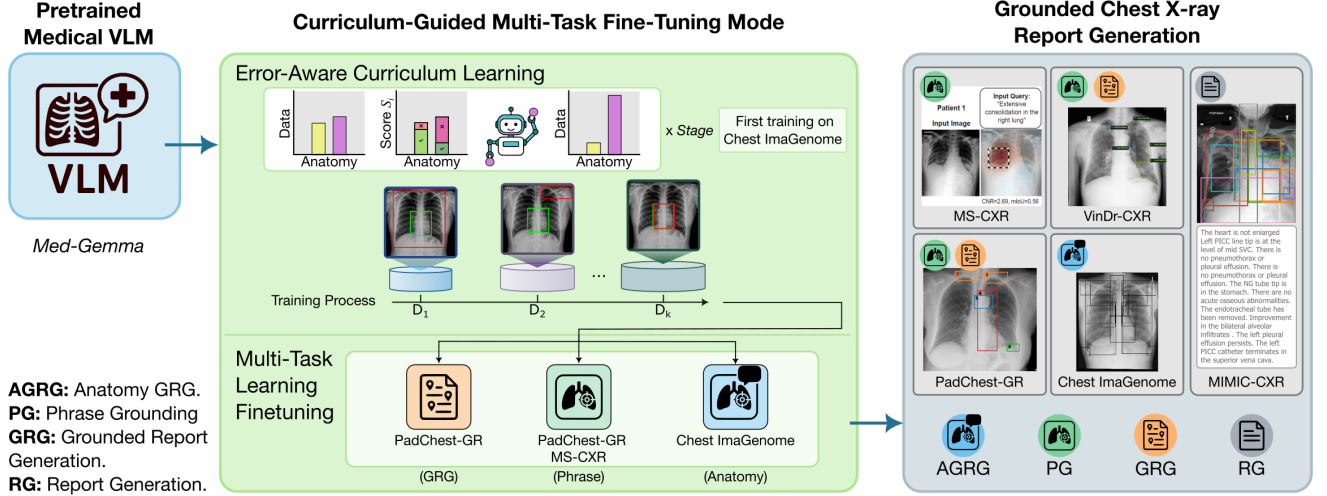 Pretrained
Medical VLM
VLM
Med-Gemma
AGRG: Anatomy GRG.
PG: Phrase Grounding
GRG: Grounded Report
Generation.
RG: Report Generation.
Curriculum-Guided Multi-Task Fine-Tuning Mode
Error-Aware Curriculum Learning
Data
Anatomy
Score Sᵢ
Anatomy
Data
Anatomy
x Stage
First training on
Chest ImaGenome
...
Training Process
D₁
D₂
Dₖ
Multi-Task
Learning
Finetuning
PadChest-GR
(GRG)
PadChest-GR
MS-CXR
(Phrase)
Chest ImaGenome
(Anatomy)
Grounded Chest X-ray
Report Generation
Patient 1
Input Image
Input Query:
"Extensive
consolidation in the
right lung"
CNR=2.69, mIoU=0.56
MS-CXR
VinDr-CXR
PadChest-GR
Chest ImaGenome
The heart is not enlarged
Left PICC line tip is at the
level of mid SVC. There is
no pneumothorax or
pleural effusion. There is
no pneumothorax or pleural
effusion. The NG tube tip is
in the stomach. There are no
acute osseous abnormalities.
The endotracheal tube has
been removed. Improvement
in the bilateral alveolar
infiltrates . The left pleural
effusion persists. The left
PICC catheter terminates in
the superior vena cava.
MIMIC-CXR
AGRG
PG
GRG
RG